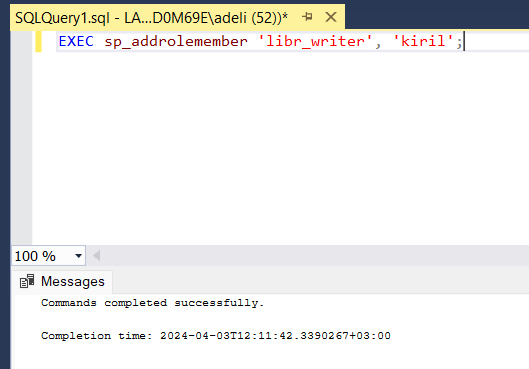 SQLQuery1.sql - LA...D0M69E\adeli (52))*
EXEC sp_addrolemember 'libr_writer', 'kiril';
100 %
Messages
Commands completed successfully.
Completion time: 2024-04-03T12:11:42.3390267+03:00